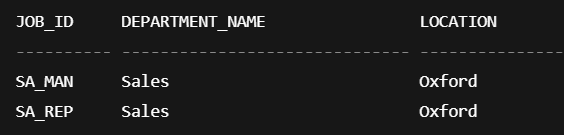 JOB_ID DEPARTMENT_NAME LOCATION
---------- ------------------------------ ---------------
SA_MAN Sales Oxford
SA_REP Sales Oxford